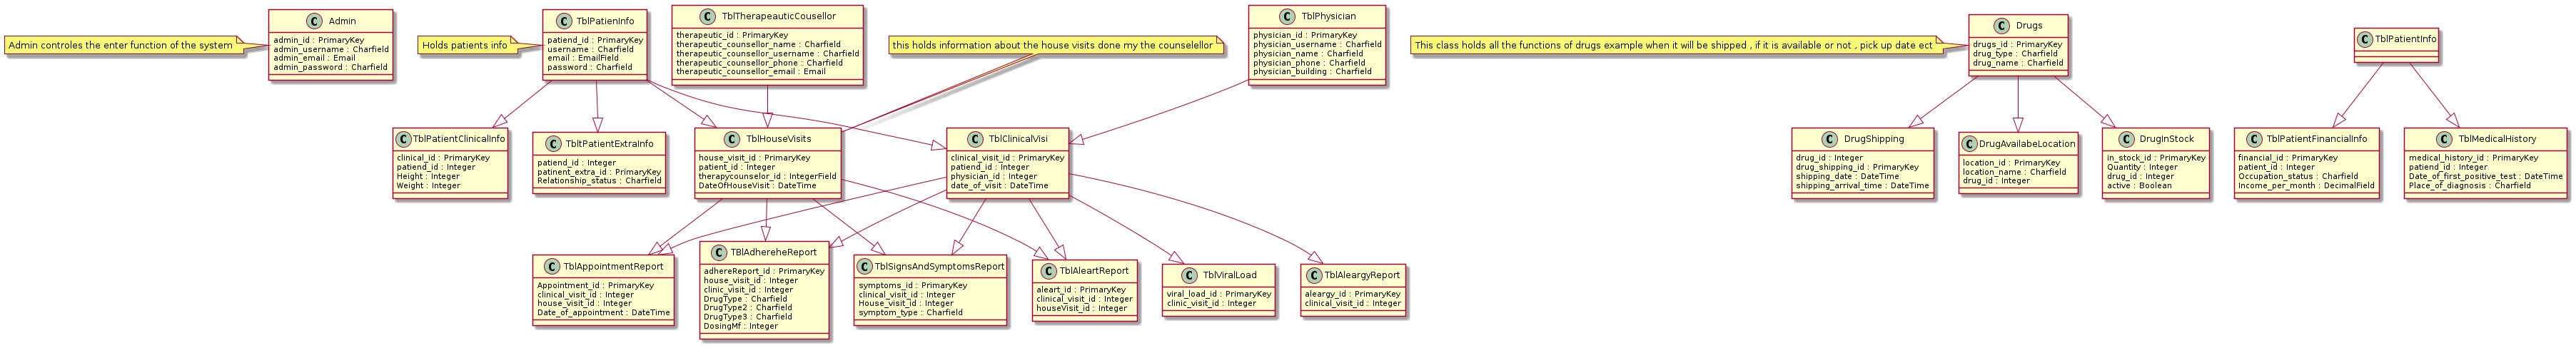 Admin controles the enter function of the system
C Admin
admin_id : PrimaryKey
admin_username : Charfield
admin_email : Email
admin_password : Charfield
Holds patients info
C TblPatienInfo
patiend_id : PrimaryKey
username : Charfield
email : EmailField
password : Charfield
C TblTherapeauticCousellor
therapeutic_id : PrimaryKey
therapeutic_counsellor_name : Charfield
therapeutic_counsellor_username : Charfield
therapeutic_counsellor_phone : Charfield
therapeutic_counsellor_email : Email
this holds information about the house visits done my the counselellor
C TblPhysician
physician_id : PrimaryKey
physician_username : Charfield
physician_name : Charfield
physician_phone : Charfield
physician_building : Charfield
This class holds all the functions of drugs example when it will be shipped , if it is available or not , pick up date ect
C Drugs
drugs_id : PrimaryKey
drug_type : Charfield
drug_name : Charfield
C TblPatientInfo
C TblPatientClinicalInfo
clinical_id : PrimaryKey
patiend_id : Integer
Height : Integer
Weight : Integer
C TbltPatientExtraInfo
patiend_id : Integer
patinent_extra_id : PrimaryKey
Relationship_status : Charfield
C TblHouseVisits
house_visit_id : PrimaryKey
patient_id : Integer
therapycounselor_id : IntegerField
DateOfHouseVisit : DateTime
C TblClinicalVisi
clinical_visit_id : PrimaryKey
patiend_id : Integer
physician_id : Integer
date_of_visit : DateTime
C DrugShipping
drug_id : Integer
drug_shipping_id : PrimaryKey
shipping_date : DateTime
shipping_arrival_time : DateTime
C DrugAvailabeLocation
location_id : PrimaryKey
location_name : Charfield
drug_id : Integer
C DrugInStock
in_stock_id : PrimaryKey
Quantity : Integer
drug_id : Integer
active : Boolean
C TblPatientFinancialInfo
financial_id : PrimaryKey
patient_id : Integer
Occupation_status : Charfield
Income_per_month : DecimalField
C TblMedicalHistory
medical_history_id : PrimaryKey
patiend_id : Integer
Date_of_first_positive_test : DateTime
Place_of_diagnosis : Charfield
C TblAppointmentReport
Appointment_id : PrimaryKey
clinical_visit_id : Integer
house_visit_id : Integer
Date_of_appointment : DateTime
C TBlAdhereheReport
adhereReport_id : PrimaryKey
house_visit_id : Integer
clinic_visit_id : Integer
DrugType : Charfield
DrugType2 : Charfield
DrugType3 : Charfield
DosingMf : Integer
C TblSignsAndSymptomsReport
symptoms_id : PrimaryKey
clinical_visit_id : Integer
House_visit_id : Integer
symptom_type : Charfield
C TblAleartReport
aleart_id : PrimaryKey
clinical_visit_id : Integer
houseVisit_id : Integer
C TblViralLoad
viral_load_id : PrimaryKey
clinic_visit_id : Integer
C TblAleargyReport
aleargy_id : PrimaryKey
clinical_visit_id : Integer